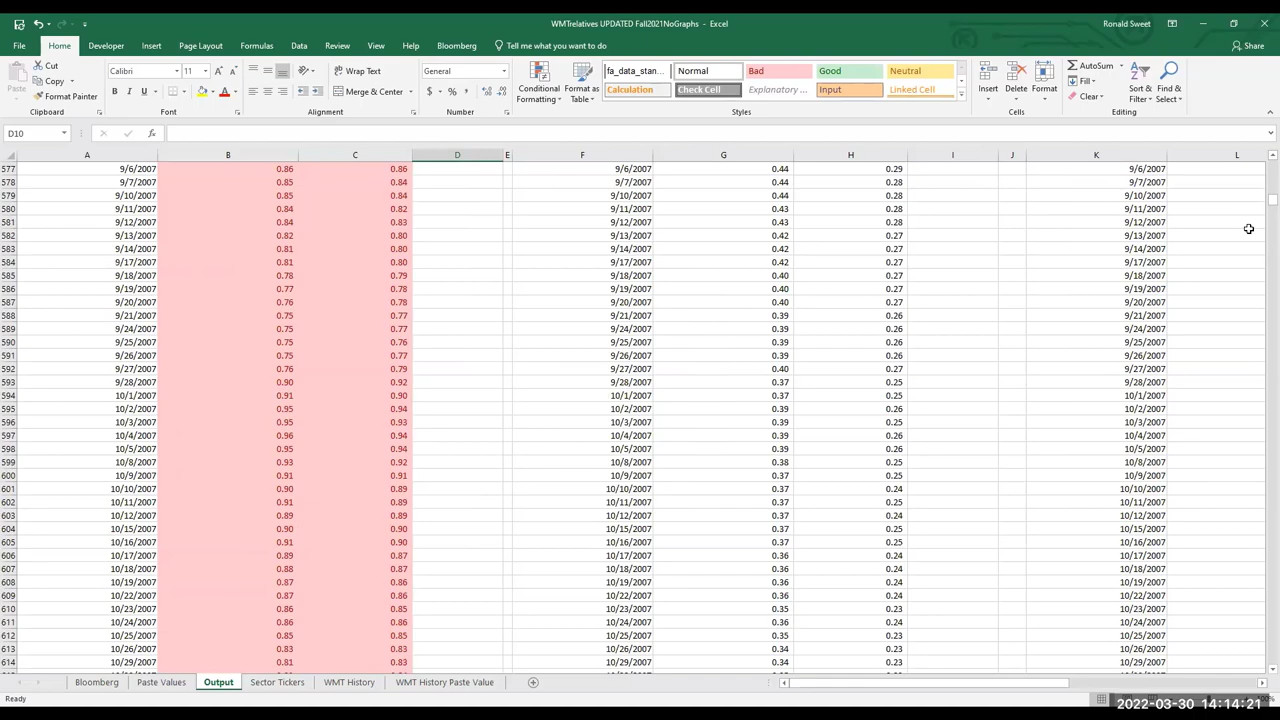 WMTrelatives UPDATED Fall2021NoGraphs - Excel
Ronald Sweet
File Home Developer Insert Page Layout Formulas Data Review View Help Bloomberg Tell me what you want to do Share
Paste Cut Copy Format Painter Clipboard
Calibri 11 B I U Font
Wrap Text Merge & Center Alignment
General $ % Number
Conditional Formatting Format as Table
fa_data_stan... Normal Bad Good Neutral
Calculation Check Cell Explanatory ... Input Linked Cell
Styles
Insert Delete Format Cells
AutoSum Fill Clear Sort & Filter Find & Select Editing
D10 fx
A B C D E F G H I J K L
577 9/6/2007 0.86 0.86 9/6/2007 0.44 0.29 9/6/2007
578 9/7/2007 0.85 0.84 9/7/2007 0.44 0.28 9/7/2007
579 9/10/2007 0.85 0.84 9/10/2007 0.44 0.28 9/10/2007
580 9/11/2007 0.84 0.82 9/11/2007 0.43 0.28 9/11/2007
581 9/12/2007 0.84 0.83 9/12/2007 0.43 0.28 9/12/2007
582 9/13/2007 0.82 0.80 9/13/2007 0.42 0.27 9/13/2007
583 9/14/2007 0.81 0.80 9/14/2007 0.42 0.27 9/14/2007
584 9/17/2007 0.81 0.80 9/17/2007 0.42 0.27 9/17/2007
585 9/18/2007 0.78 0.79 9/18/2007 0.40 0.27 9/18/2007
586 9/19/2007 0.77 0.78 9/19/2007 0.40 0.27 9/19/2007
587 9/20/2007 0.76 0.78 9/20/2007 0.40 0.27 9/20/2007
588 9/21/2007 0.75 0.77 9/21/2007 0.39 0.26 9/21/2007
589 9/24/2007 0.75 0.77 9/24/2007 0.39 0.26 9/24/2007
590 9/25/2007 0.75 0.76 9/25/2007 0.39 0.26 9/25/2007
591 9/26/2007 0.75 0.77 9/26/2007 0.39 0.26 9/26/2007
592 9/27/2007 0.76 0.79 9/27/2007 0.40 0.26 9/27/2007
593 9/28/2007 0.90 0.92 9/28/2007 0.37 0.25 9/28/2007
594 10/1/2007 0.91 0.90 10/1/2007 0.37 0.25 10/1/2007
595 10/2/2007 0.95 0.94 10/2/2007 0.39 0.26 10/2/2007
596 10/3/2007 0.95 0.93 10/3/2007 0.39 0.26 10/3/2007
597 10/4/2007 0.96 0.94 10/4/2007 0.39 0.26 10/4/2007
598 10/5/2007 0.95 0.94 10/5/2007 0.39 0.26 10/5/2007
599 10/8/2007 0.93 0.92 10/8/2007 0.38 0.25 10/8/2007
600 10/9/2007 0.91 0.91 10/9/2007 0.37 0.25 10/9/2007
601 10/10/2007 0.90 0.89 10/10/2007 0.37 0.24 10/10/2007
602 10/11/2007 0.91 0.89 10/11/2007 0.37 0.25 10/11/2007
603 10/12/2007 0.89 0.89 10/12/2007 0.37 0.24 10/12/2007
604 10/15/2007 0.90 0.90 10/15/2007 0.37 0.25 10/15/2007
605 10/16/2007 0.91 0.90 10/16/2007 0.37 0.25 10/16/2007
606 10/17/2007 0.89 0.87 10/17/2007 0.36 0.24 10/17/2007
607 10/18/2007 0.88 0.87 10/18/2007 0.36 0.24 10/18/2007
608 10/19/2007 0.87 0.86 10/19/2007 0.36 0.24 10/19/2007
609 10/22/2007 0.87 0.86 10/22/2007 0.36 0.24 10/22/2007
610 10/23/2007 0.86 0.85 10/23/2007 0.35 0.23 10/23/2007
611 10/24/2007 0.86 0.86 10/24/2007 0.36 0.24 10/24/2007
612 10/25/2007 0.85 0.85 10/25/2007 0.35 0.23 10/25/2007
613 10/26/2007 0.83 0.83 10/26/2007 0.34 0.23 10/26/2007
614 10/29/2007 0.81 0.83 10/29/2007 0.34 0.23 10/29/2007
Bloomberg Paste Values Output Sector Tickers WMT History WMT History Paste Value
Ready
2022-03-30 14:14:21